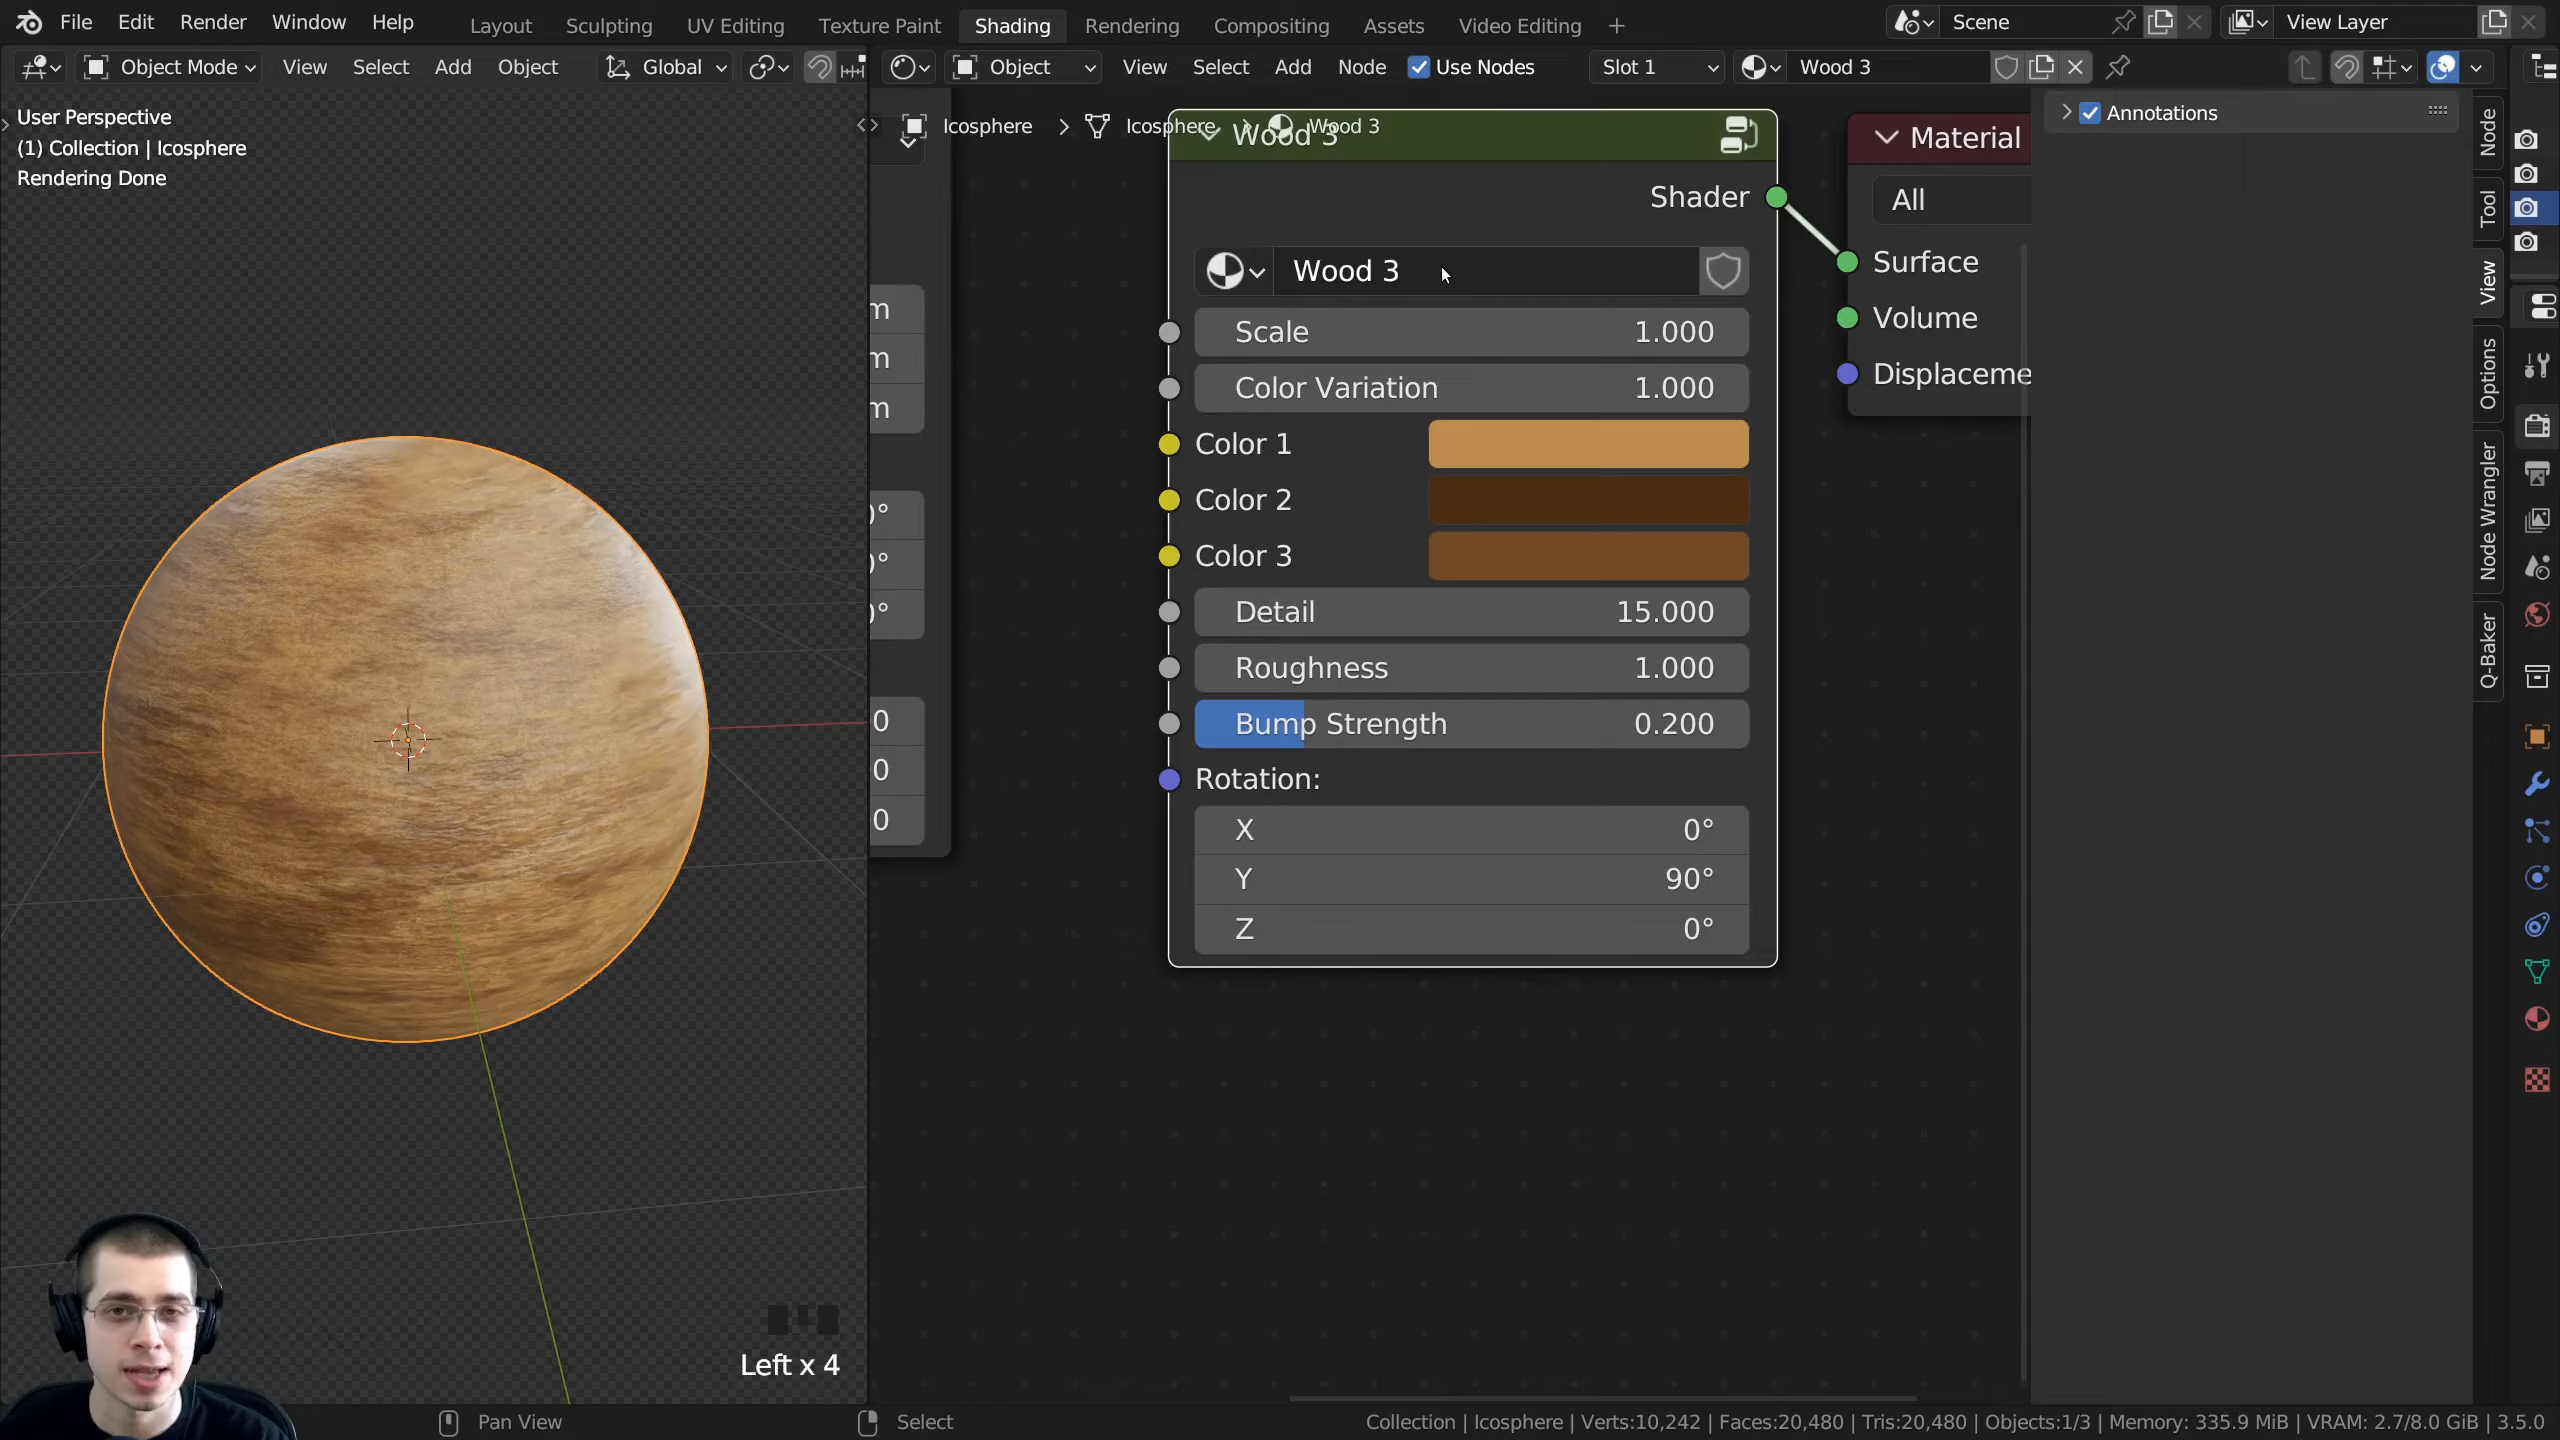 File Edit Render Window Help Layout Sculpting UV Editing Texture Paint Shading Rendering Compositing Assets Video Editing + Scene View Layer
Object Mode View Select Add Object Global Object View Select Add Node Use Nodes Slot 1 Wood 3
User Perspective
(1) Collection | Icosphere
Rendering Done
Icosphere > Icosphere > Wood 3
Wood 3
Shader
Wood 3
Scale 1.000
Color Variation 1.000
Color 1
Color 2
Color 3
Detail 15.000
Roughness 1.000
Bump Strength 0.200
Rotation:
X 0°
Y 90°
Z 0°
m
m
m
0°
0°
0°
0
0
0
Material
All
Surface
Volume
Displaceme
Annotations
Node
Tool
View
Options
Node Wrangler
Q-Baker
Left x 4
Pan View Select Collection | Icosphere | Verts:10,242 | Faces:20,480 | Tris:20,480 | Objects:1/3 | Memory: 335.9 MiB | VRAM: 2.7/8.0 GiB | 3.5.0